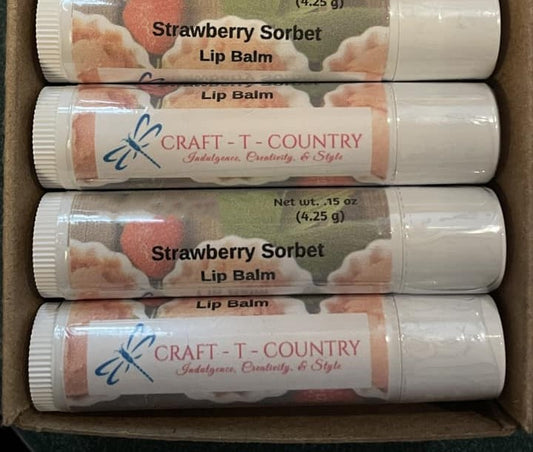 (4.25 g)
Strawberry Sorbet
Lip Balm
Lip Balm
CRAFT - T - COUNTRY
Indulgence, Creativity, & Style
Net wt. .15 oz
(4.25 g)
Strawberry Sorbet
Lip Balm
Lip Balm
CRAFT - T - COUNTRY
Indulgence, Creativity, & Style